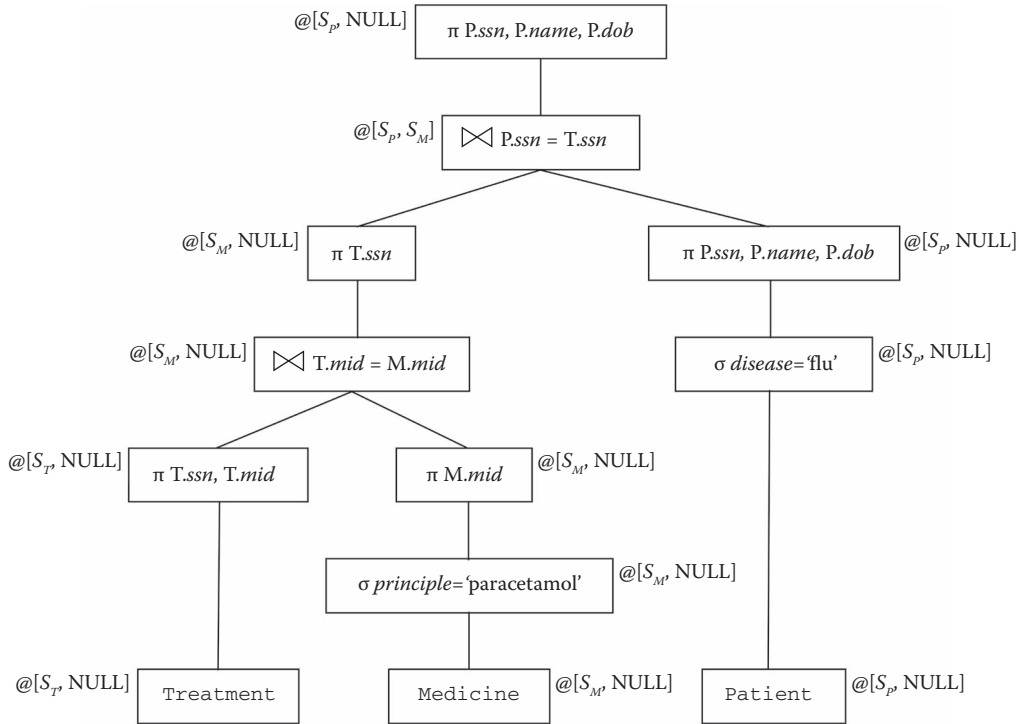 @[S_P, NULL] π P.ssn, P.name, P.dob
@[S_P, S_M] ⋈ P.ssn = T.ssn
@[S_M, NULL] π T.ssn
π P.ssn, P.name, P.dob @[S_P, NULL]
@[S_M, NULL] ⋈ T.mid = M.mid
σ disease=‘flu’ @[S_P, NULL]
@[S_T, NULL] π T.ssn, T.mid
π M.mid @[S_M, NULL]
σ principle=‘paracetamol’ @[S_M, NULL]
@[S_T, NULL] Treatment
Medicine @[S_M, NULL]
Patient @[S_P, NULL]